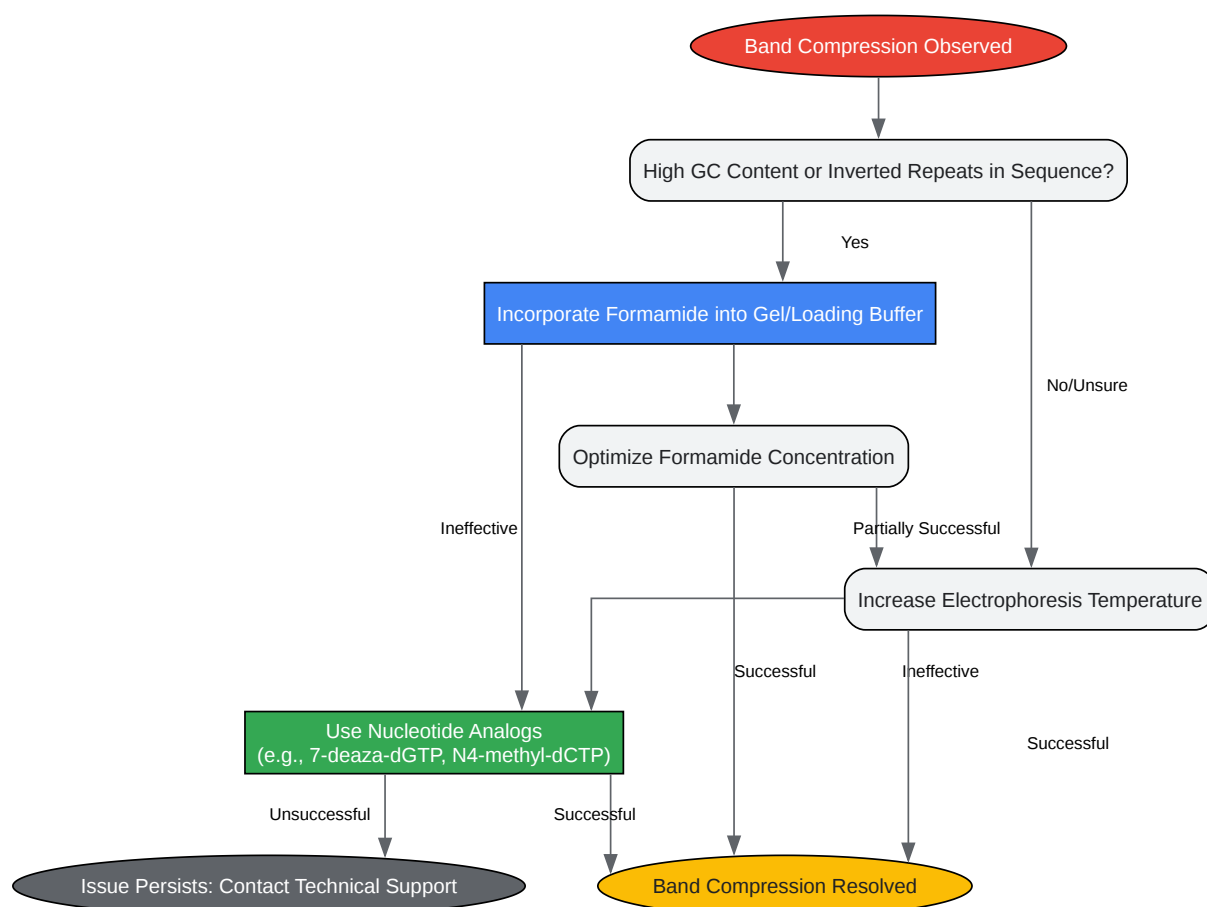 Band Compression Observed
High GC Content or Inverted Repeats in Sequence?
Yes
Incorporate Formamide into Gel/Loading Buffer
No/Unsure
Optimize Formamide Concentration
Ineffective
Partially Successful
Increase Electrophoresis Temperature
Successful
Ineffective
Use Nucleotide Analogs
(e.g., 7-deaza-dGTP, N4-methyl-dCTP)
Successful
Unsuccessful
Successful
Issue Persists: Contact Technical Support
Band Compression Resolved